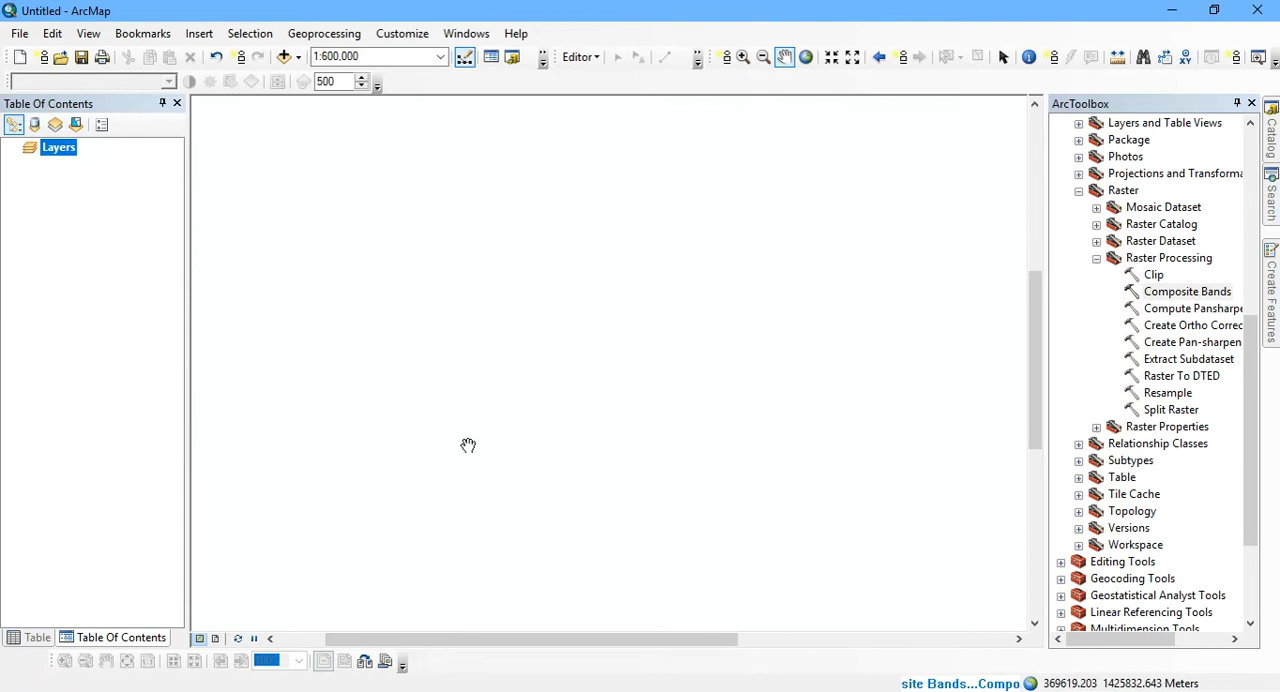 Untitled - ArcMap
File Edit View Bookmarks Insert Selection Geoprocessing Customize Windows Help
1:600,000
Editor
500
Table Of Contents
Layers
ArcToolbox
Layers and Table Views
Package
Photos
Projections and Transforma
Raster
Mosaic Dataset
Raster Catalog
Raster Dataset
Raster Processing
Clip
Composite Bands
Compute Pansharpe
Create Ortho Correc
Create Pan-sharpen
Extract Subdataset
Raster To DTED
Resample
Split Raster
Raster Properties
Relationship Classes
Subtypes
Table
Tile Cache
Topology
Versions
Workspace
Editing Tools
Geocoding Tools
Geostatistical Analyst Tools
Linear Referencing Tools
Multidimension Tools
Catalog
Search
Create Features
Table Table Of Contents
site Bands...Compo 369619.203 1425832.643 Meters